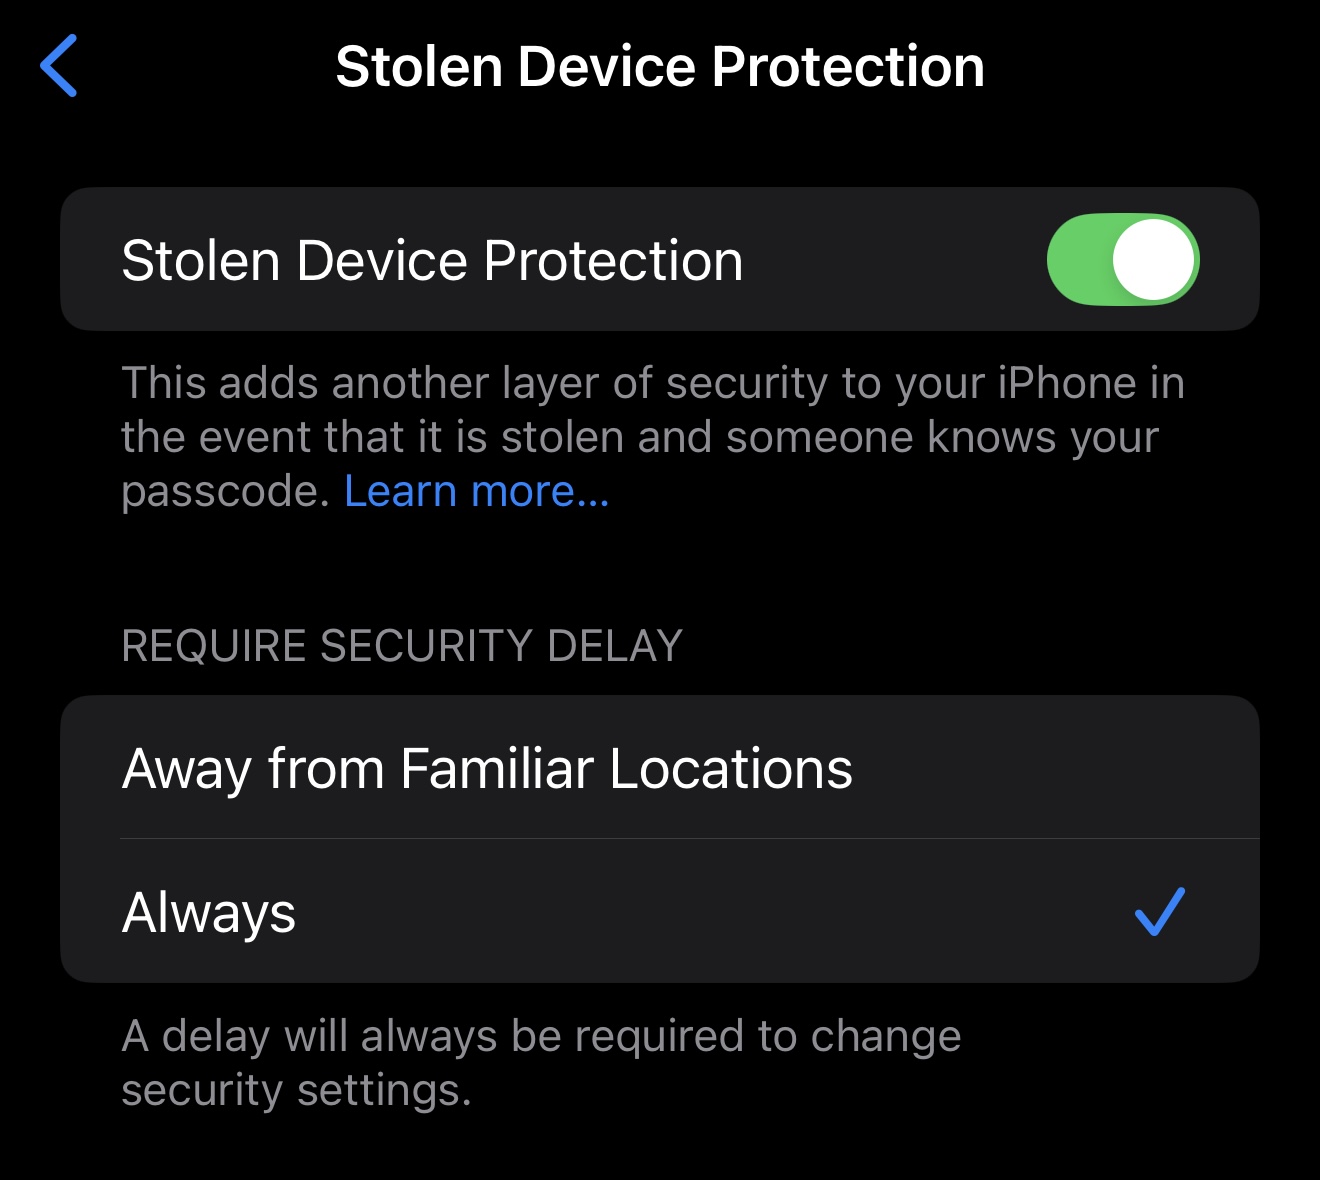 Stolen Device Protection
Stolen Device Protection
This adds another layer of security to your iPhone in
the event that it is stolen and someone knows your
passcode. Learn more...
REQUIRE SECURITY DELAY
Away from Familiar Locations
Always
A delay will always be required to change
security settings.